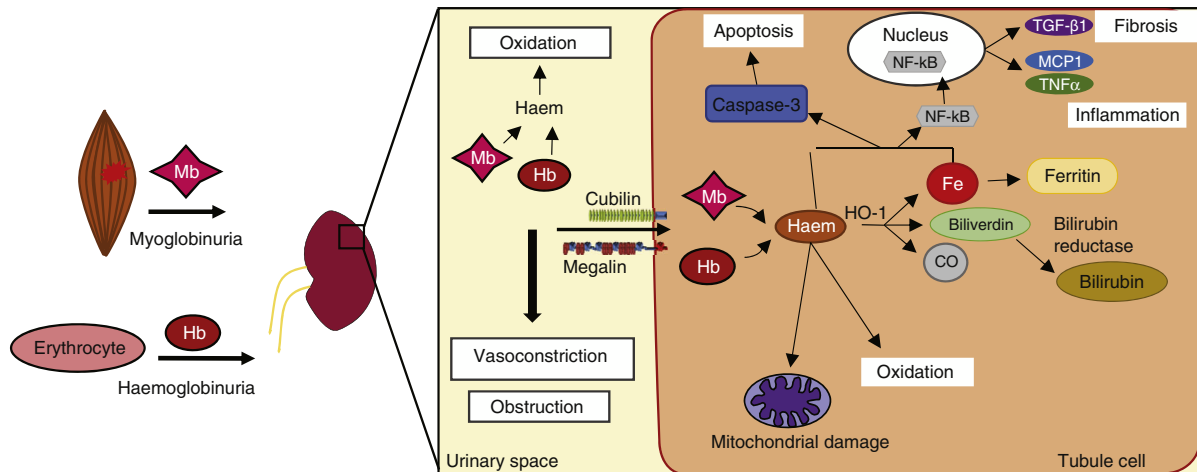 Mb
Myoglobinuria
Erythrocyte
Hb
Haemoglobinuria
Oxidation
Haem
Mb
Hb
Cubilin
Megalin
Vasoconstriction
Obstruction
Urinary space
Apoptosis
Caspase-3
Nucleus
NF-kB
NF-kB
TGF-β1
Fibrosis
MCP1
TNFα
Inflammation
Mb
Hb
Haem
HO-1
Fe
Ferritin
Biliverdin
CO
Bilirubin
reductase
Bilirubin
Oxidation
Mitochondrial damage
Tubule cell